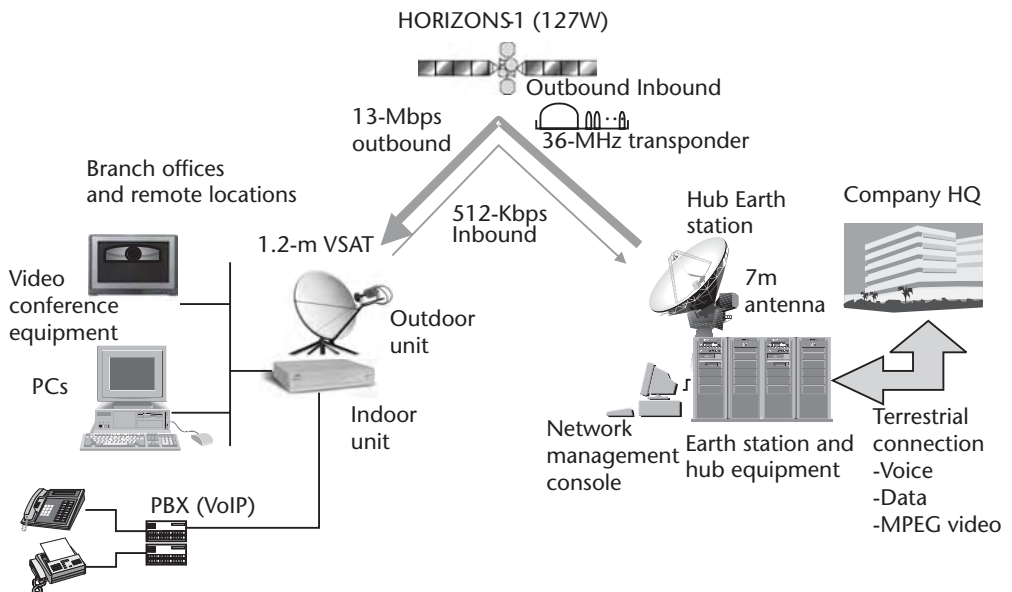 HORIZONS-1 (127W)
Outbound Inbound
13-Mbps
outbound
36-MHz transponder
Branch offices
and remote locations
512-Kbps
Inbound
Hub Earth
station
Company HQ
1.2-m VSAT
Video
conference
equipment
7m
antenna
Outdoor
unit
PCs
Indoor
unit
Network
management
console
Earth station and
hub equipment
Terrestrial
connection
-Voice
-Data
-MPEG video
PBX (VoIP)